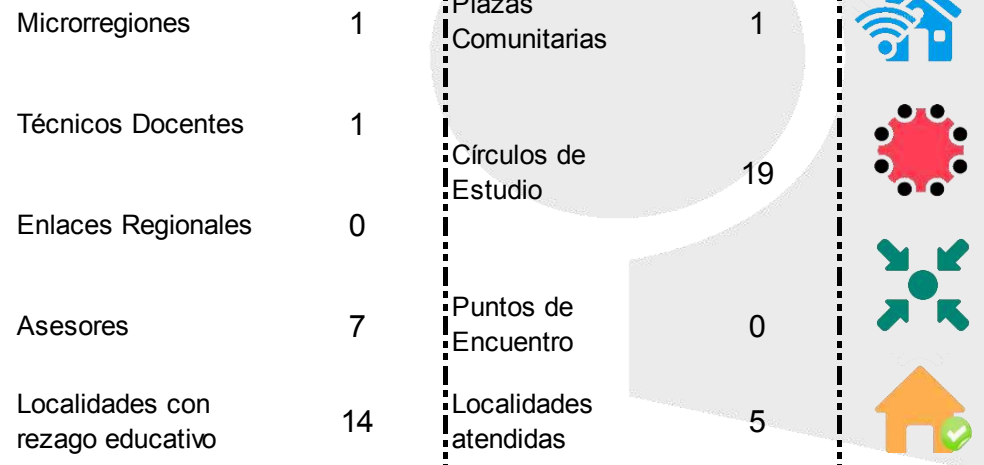 Microrregiones 1
Plazas
Comunitarias 1
Técnicos Docentes 1
Círculos de
Estudio 19
Enlaces Regionales 0
Asesores 7
Puntos de
Encuentro 0
Localidades con
rezago educativo 14
Localidades
atendidas 5